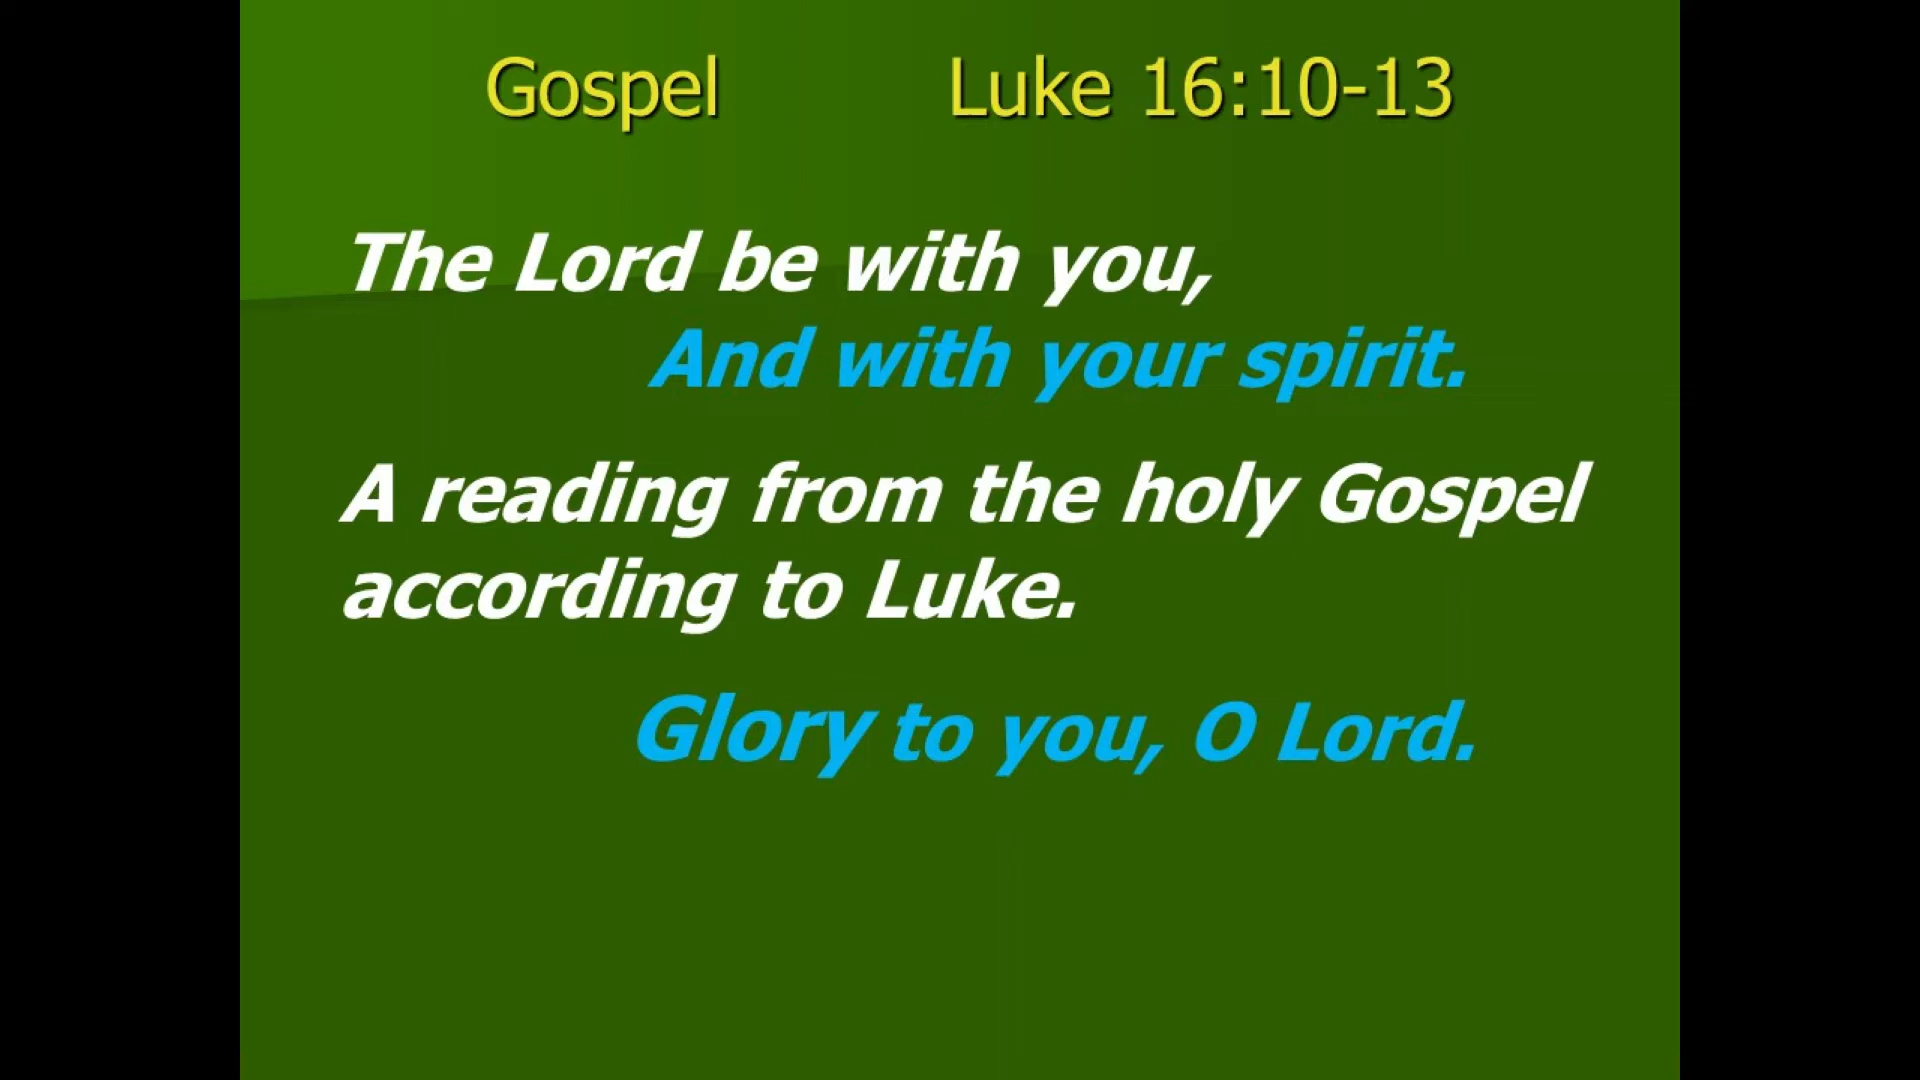 Gospel Luke 16:10-13
The Lord be with you,
And with your spirit.
A reading from the holy Gospel
according to Luke.
Glory to you, O Lord.